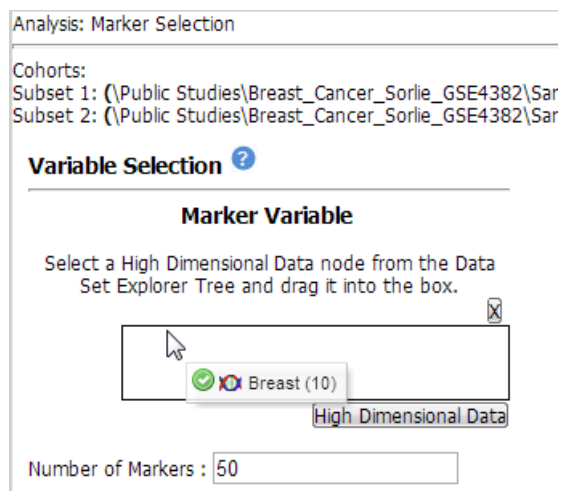 Analysis: Marker Selection
Cohorts:
Subset 1: (\Public Studies\Breast_Cancer_Sorlie_GSE4382\Sar
Subset 2: (\Public Studies\Breast_Cancer_Sorlie_GSE4382\Sar
Variable Selection ?
Marker Variable
Select a High Dimensional Data node from the Data
Set Explorer Tree and drag it into the box.
X
Breast (10)
High Dimensional Data
Number of Markers : 50